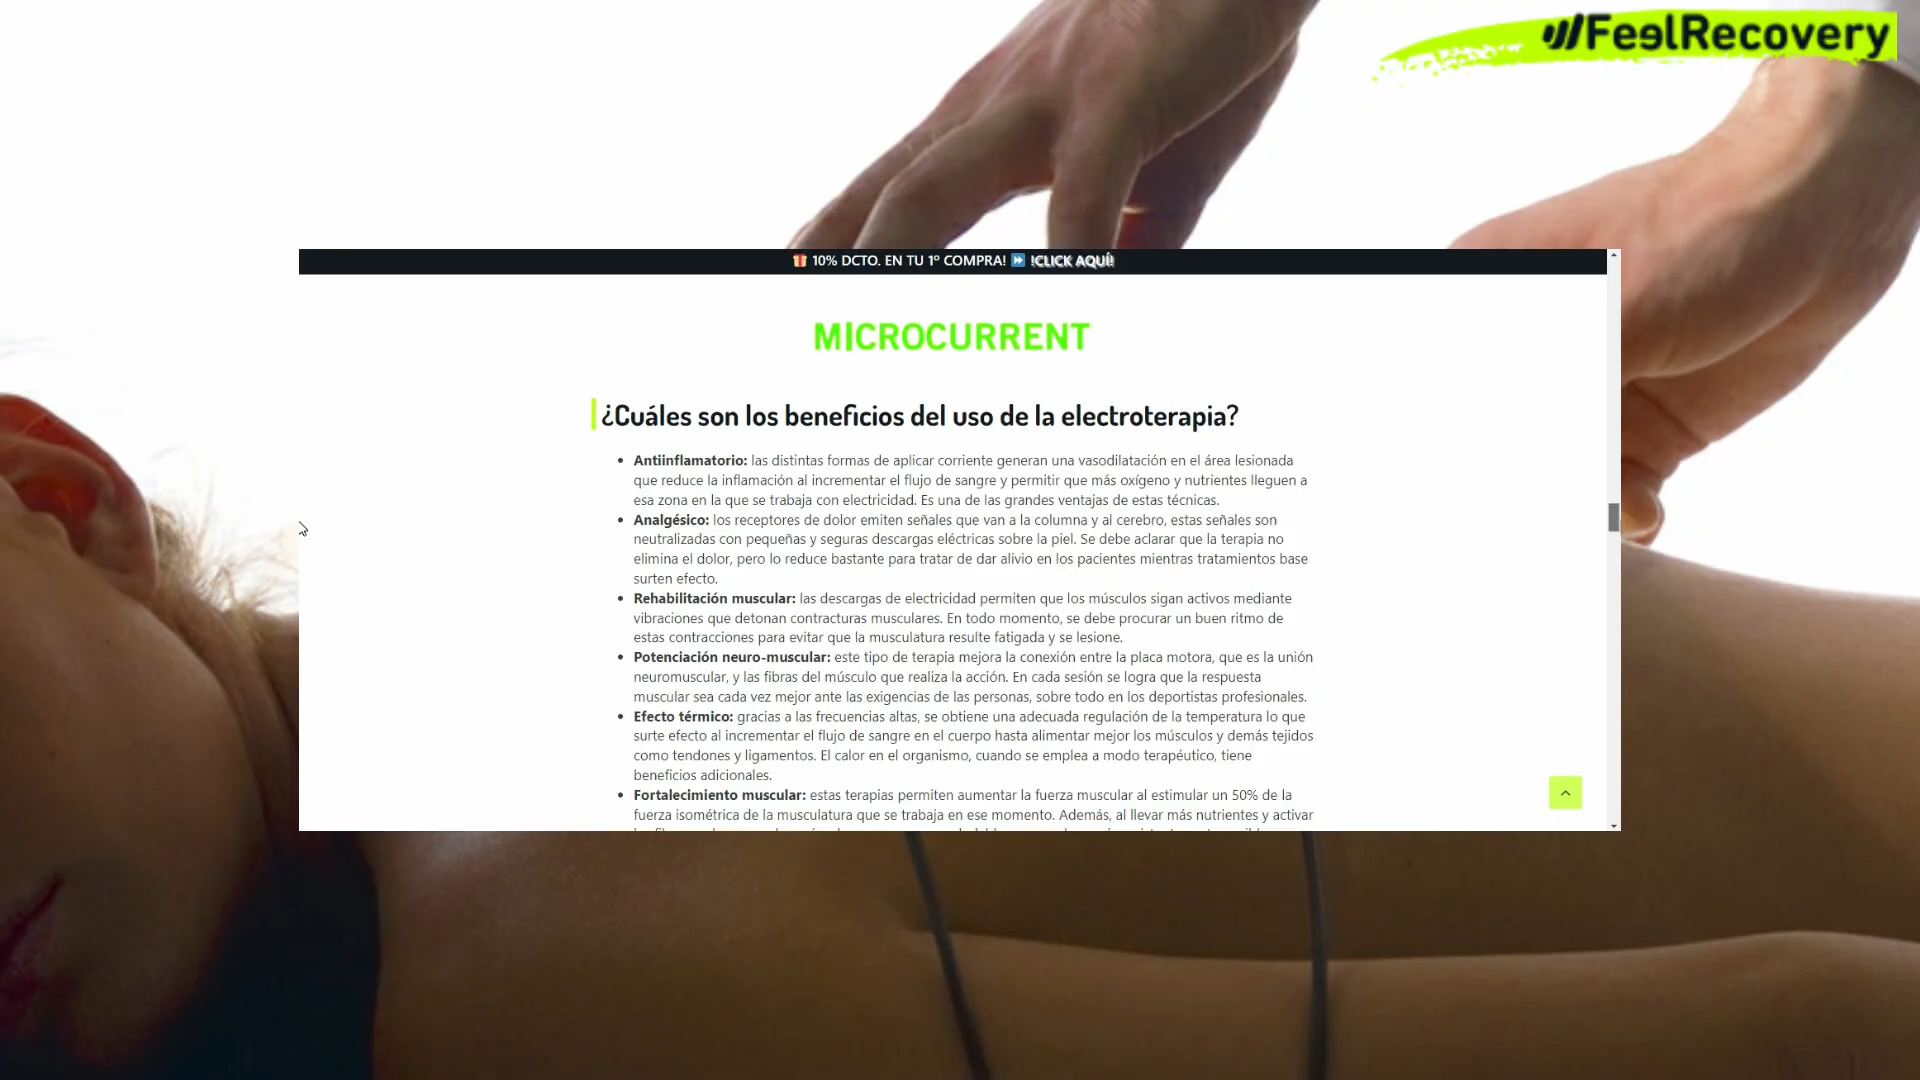 FeelRecovery
10% DCTO. EN TU 1º COMPRA! !CLICK AQUÍ!
MICROCURRENT
¿Cuáles son los beneficios del uso de la electroterapia?
Antiinflamatorio: las distintas formas de aplicar corriente generan una vasodilatación en el área lesionada
que reduce la inflamación al incrementar el flujo de sangre y permitir que más oxígeno y nutrientes lleguen a
esa zona en la que se trabaja con electricidad. Es una de las grandes ventajas de estas técnicas.
Analgésico: los receptores de dolor emiten señales que van a la columna y al cerebro, estas señales son
neutralizadas con pequeñas y seguras descargas eléctricas sobre la piel. Se debe aclarar que la terapia no
elimina el dolor, pero lo reduce bastante para tratar de dar alivio en los pacientes mientras tratamientos base
surten efecto.
Rehabilitación muscular: las descargas de electricidad permiten que los músculos sigan activos mediante
vibraciones que detonan contracturas musculares. En todo momento, se debe procurar un buen ritmo de
estas contracciones para evitar que la musculatura resulte fatigada y se lesione.
Potenciación neuro-muscular: este tipo de terapia mejora la conexión entre la placa motora, que es la unión
neuromuscular, y las fibras del músculo que realiza la acción. En cada sesión se logra que la respuesta
muscular sea cada vez mejor ante las exigencias de las personas, sobre todo en los deportistas profesionales.
Efecto térmico: gracias a las frecuencias altas, se obtiene una adecuada regulación de la temperatura lo que
surte efecto al incrementar el flujo de sangre en el cuerpo hasta alimentar mejor los músculos y demás tejidos
como tendones y ligamentos. El calor en el organismo, cuando se emplea a modo terapéutico, tiene
beneficios adicionales.
Fortalecimiento muscular: estas terapias permiten aumentar la fuerza muscular al estimular un 50% de la
fuerza isométrica de la musculatura que se trabaja en ese momento. Además, al llevar más nutrientes y activar